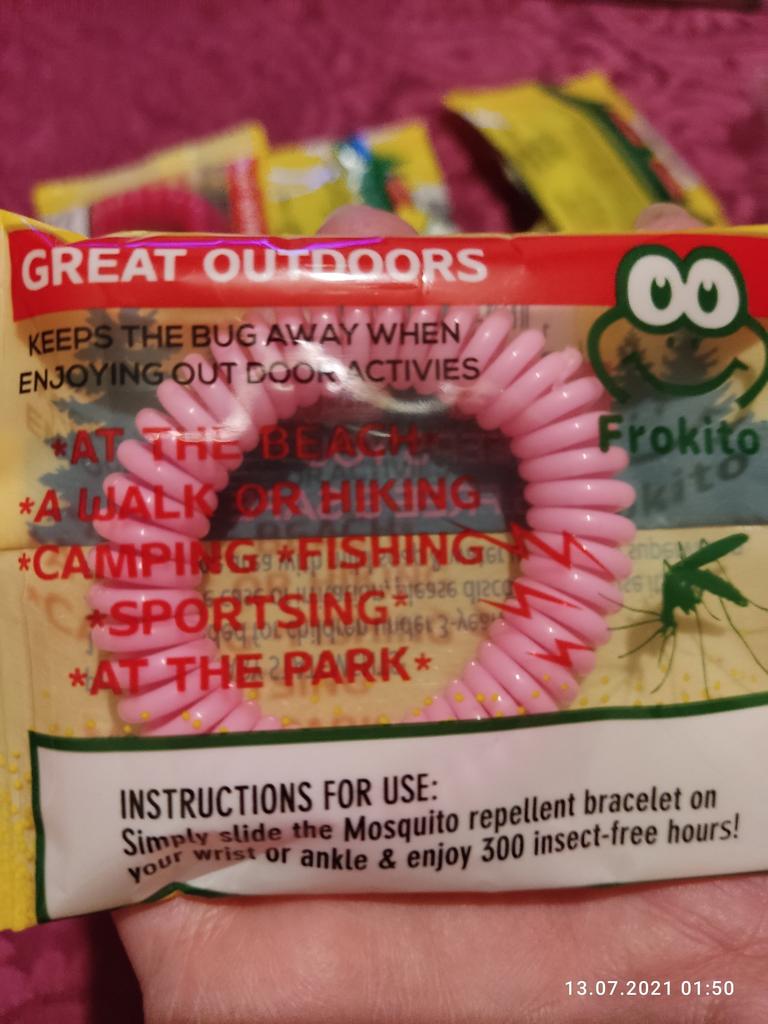 GREAT OUTDOORS
KEEPS THE BUG AWAY WHEN
ENJOYING OUT DOOR ACTIVIES
Frokito
*AT THE BEACH
*A WALK OR HIKING
*CAMPING *FISHING
*SPORTSING*
*AT THE PARK*
INSTRUCTIONS FOR USE:
Simply slide the Mosquito repellent bracelet on
your wrist or ankle & enjoy 300 insect-free hours!
13.07.2021 01:50